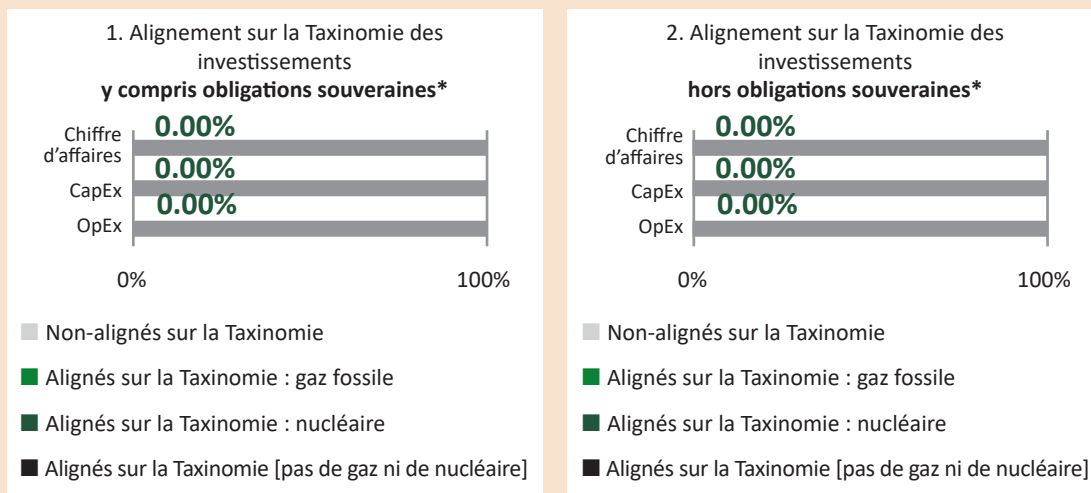 1. Alignement sur la Taxinomie des
investissements
y compris obligations souveraines*
0.00%
Chiffre
d'affaires
0.00%
CapEx
0.00%
OpEx
0%
100%
Non-alignés sur la Taxinomie
Alignés sur la Taxinomie : gaz fossile
Alignés sur la Taxinomie : nucléaire
Alignés sur la Taxinomie [pas de gaz ni de nucléaire]
2. Alignement sur la Taxinomie des
investissements
hors obligations souveraines*
0.00%
Chiffre
d'affaires
0.00%
CapEx
0.00%
OpEx
0%
100%
Non-alignés sur la Taxinomie
Alignés sur la Taxinomie : gaz fossile
Alignés sur la Taxinomie : nucléaire
Alignés sur la Taxinomie [pas de gaz ni de nucléaire]